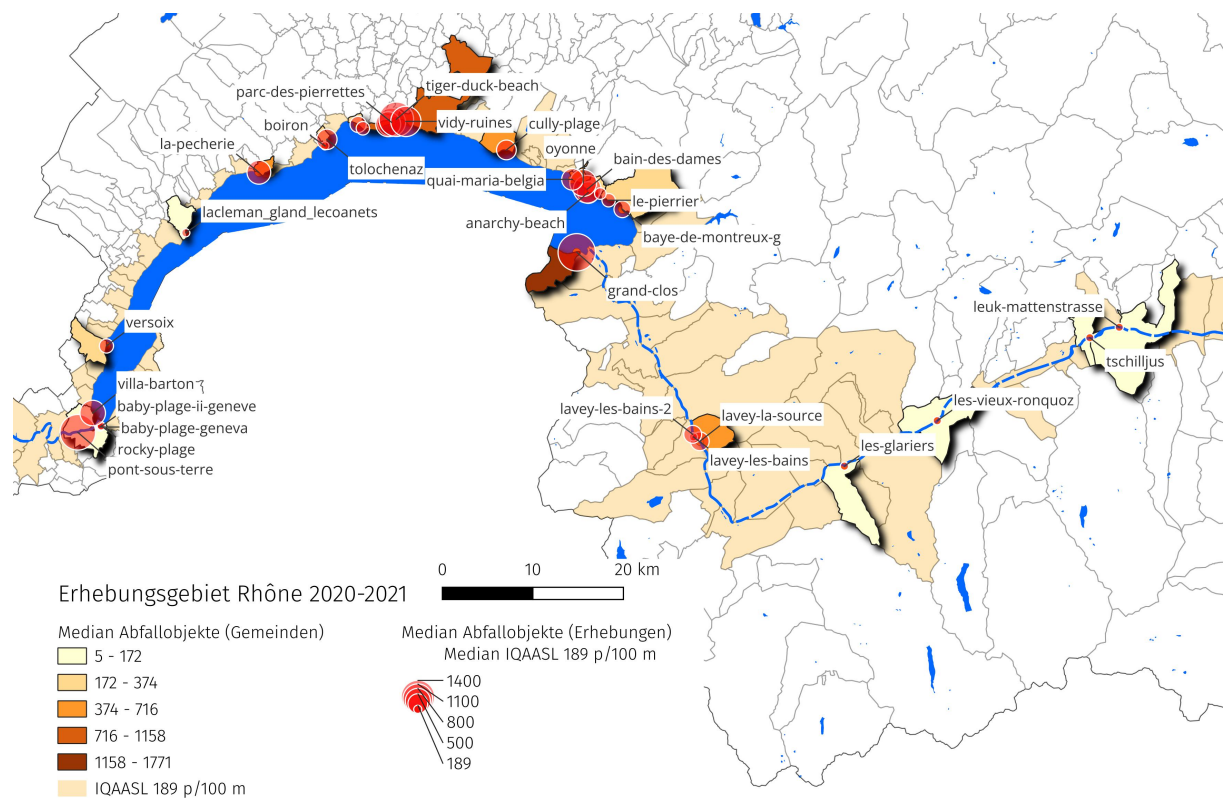 tiger-duck-beach
parc-des-pierrettes
vidy-ruines
cully-plage
boiron
oyonne
la-pecherie
bain-des-dames
tolochenaz
quai-maria-belgia
le-pierrier
lacleman_gland_lecoanets
anarchy-beach
baye-de-montreux-g
grand-clos
leuk-mattenstrasse
versoix
tschilljus
villa-barton
baby-plage-ii-geneve
baby-plage-geneva
rocky-plage
pont-sous-terre
les-vieux-ronquoz
lavey-les-bains-2
lavey-la-source
les-glariers
lavey-les-bains
0 10 20 km
Erhebungsgebiet Rhône 2020-2021
Median Abfallobjekte (Gemeinden)
5 - 172
172 - 374
374 - 716
716 - 1158
1158 - 1771
IQAASL 189 p/100 m
Median Abfallobjekte (Erhebungen)
Median IQAASL 189 p/100 m
1400
1100
800
500
189